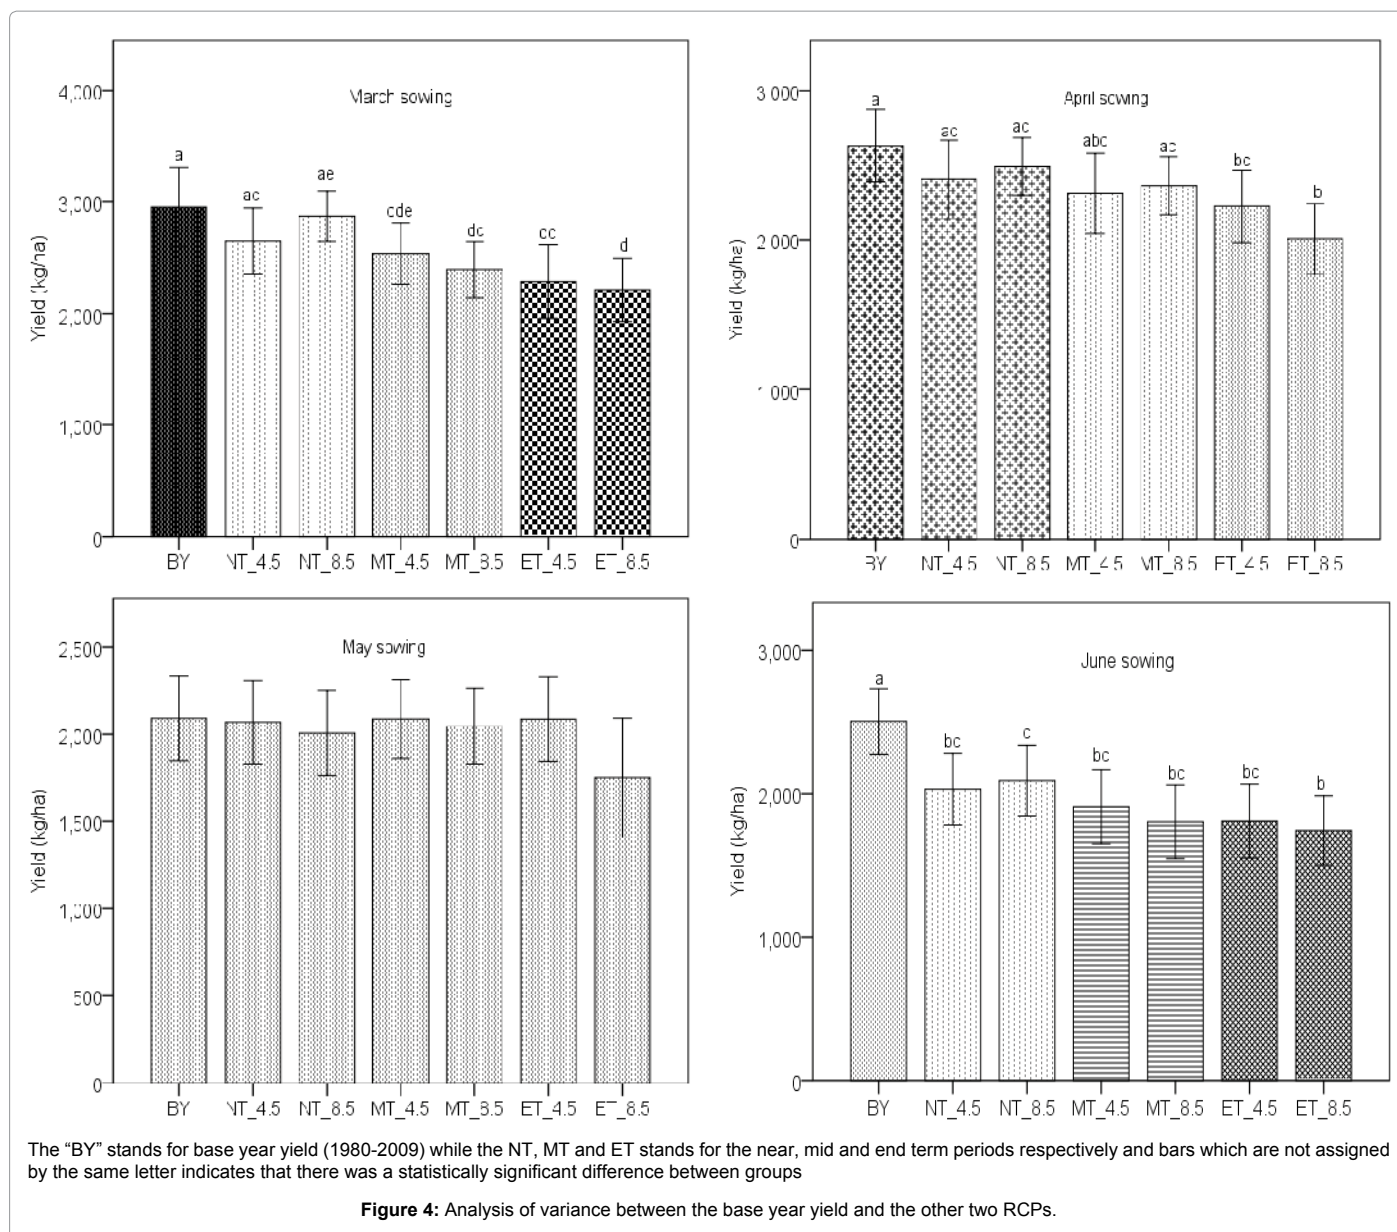 4,000
3,000
2,000
1,000
0
Yield (kg/ha)
March sowing
a
ac
ae
cde
dc
cc
d
BY
NT_4.5
NT_8.5
MT_4.5
MT_8.5
ET_4.5
ET_8.5
3 000
2 000
1 000
0
Yield (kg/ha)
April sowing
a
ac
ac
abc
ac
bc
b
BY
NT_4.5
NT_8.5
MT_4.5
MT_8.5
ET_4.5
ET_8.5
2,500
2,000
1,500
1,000
500
0
Yield (kg/ha)
May sowing
BY
NT_4.5
NT_8.5
MT_4.5
MT_8.5
ET_4.5
ET_8.5
3,000
2,000
1,000
0
Yield (kg/ha)
June sowing
a
bc
c
bc
bc
bc
b
BY
NT_4.5
NT_8.5
MT_4.5
MT_8.5
ET_4.5
ET_8.5
The “BY” stands for base year yield (1980-2009) while the NT, MT and ET stands for the near, mid and end term periods respectively and bars which are not assigned
by the same letter indicates that there was a statistically significant difference between groups
Figure 4: Analysis of variance between the base year yield and the other two RCPs.